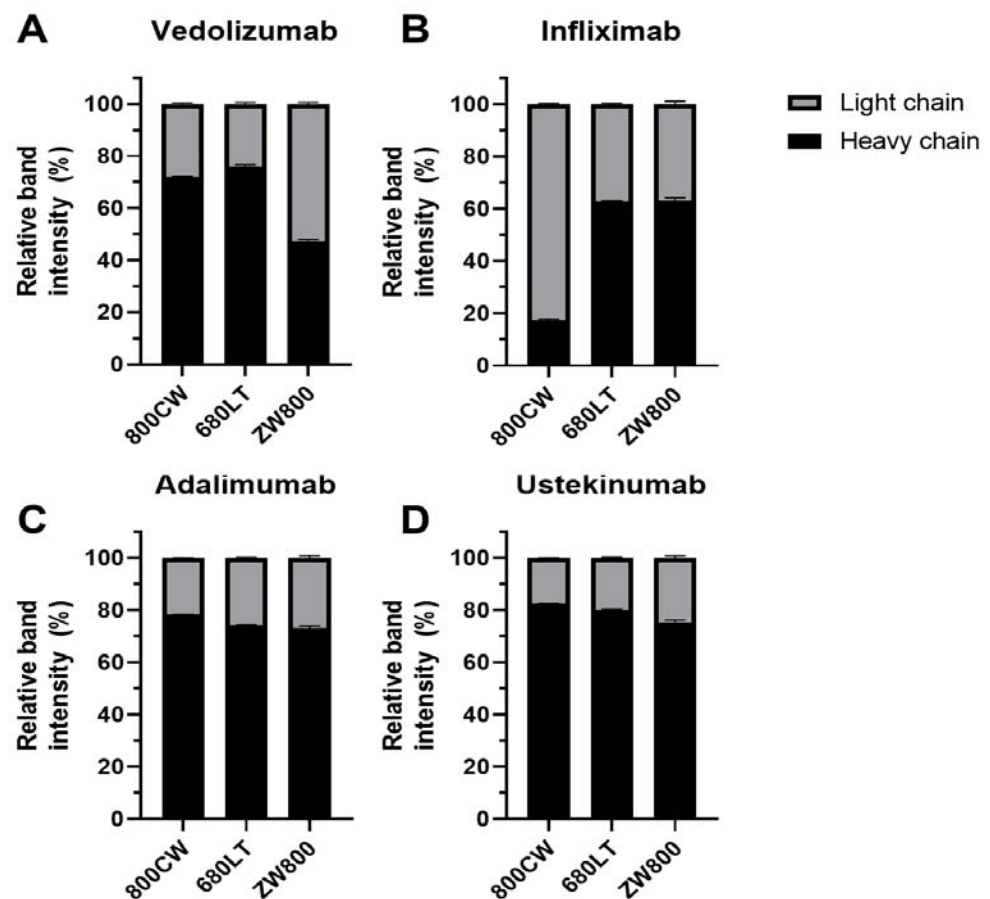 A
Vedolizumab
Relative band
intensity (%)
100
80
60
40
20
0
800CW
680LT
ZW800
B
Infliximab
Relative band
intensity (%)
100
80
60
40
20
0
800CW
680LT
ZW800
Light chain
Heavy chain
C
Adalimumab
Relative band
intensity (%)
100
80
60
40
20
0
800CW
680LT
ZW800
D
Ustekinumab
Relative band
intensity (%)
100
80
60
40
20
0
800CW
680LT
ZW800